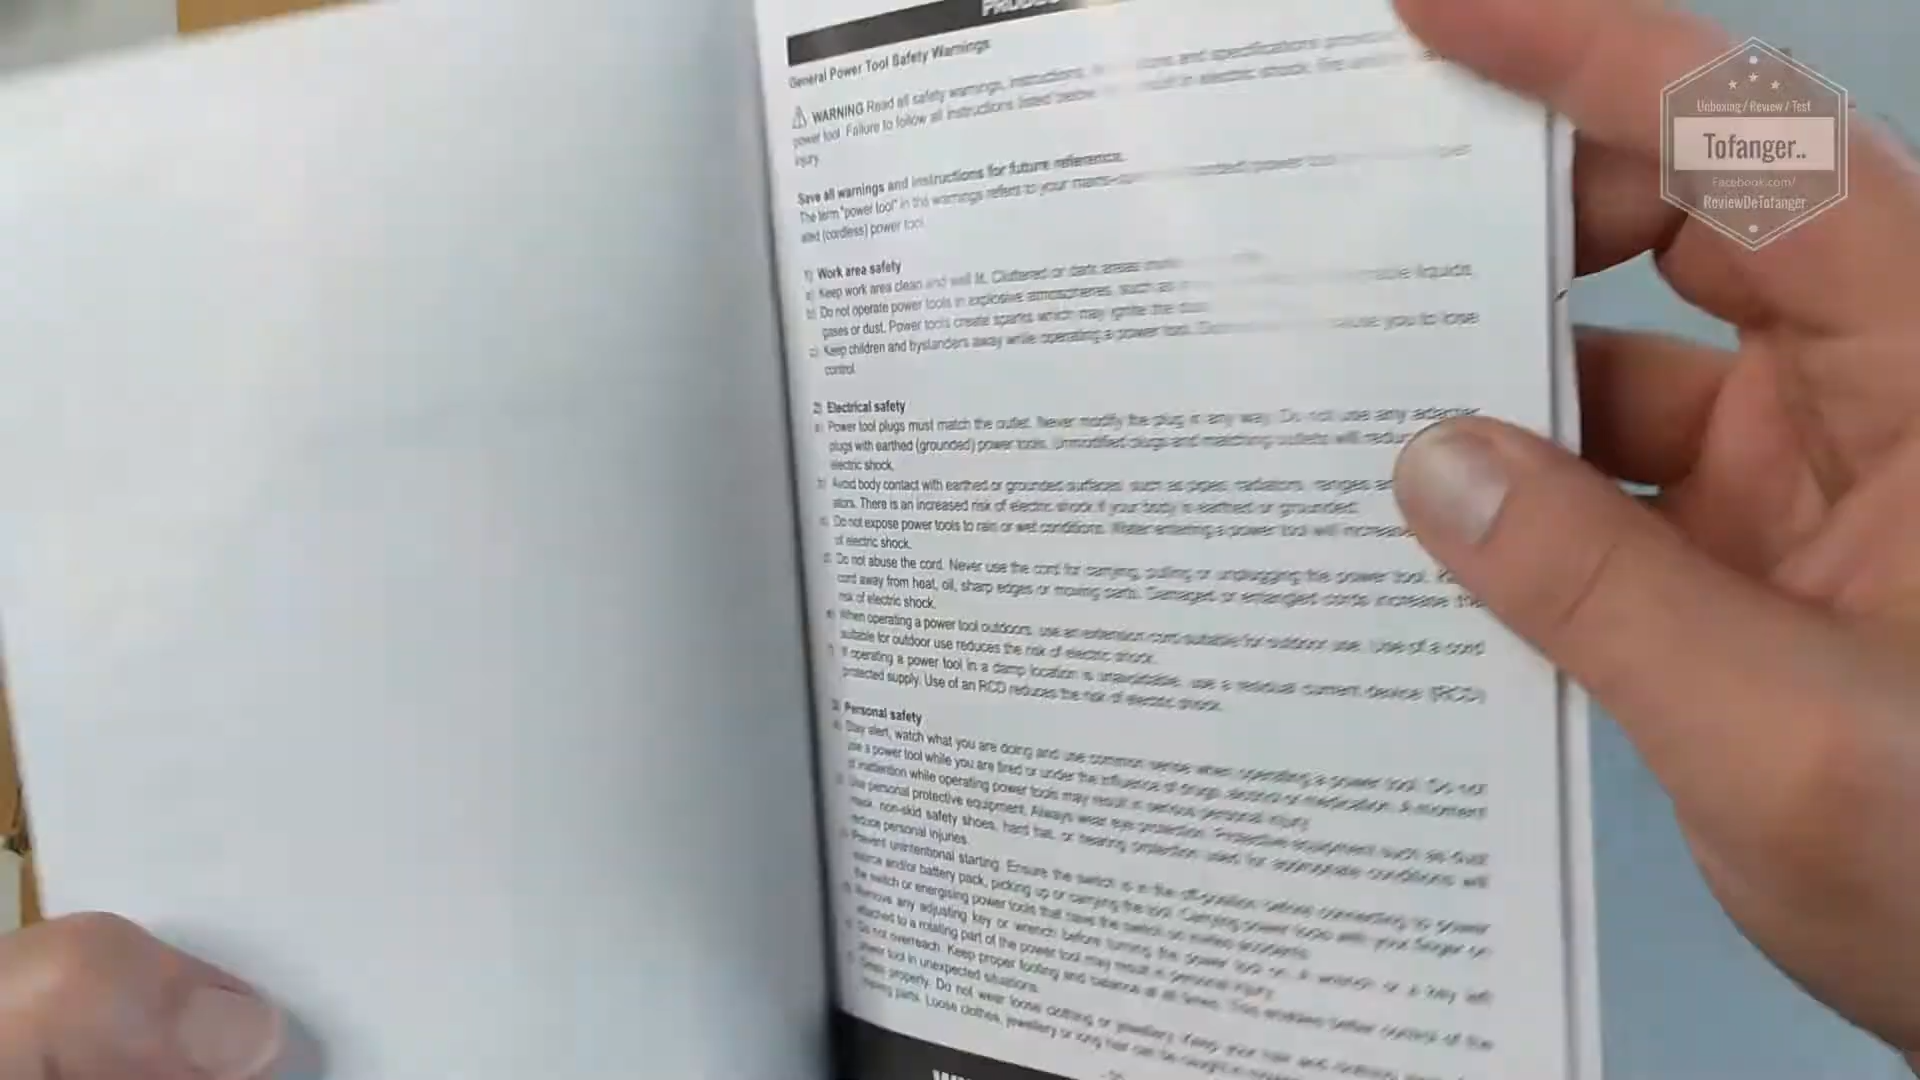 General Power Tool Safety Warnings
WARNING Read all safety warnings, instructions, and specifications
power tool. Failure to follow all instructions listed below in electric shock,
injury.
Save all warnings and instructions for future reference.
The term "power tool" in the warnings refers to your power
ated (cordless) power tool.
1) Work area safety
a) Keep work area clean and well lit. Cluttered or dark areas
b) Do not operate power tools in explosive atmospheres, such as liquids,
gases or dust. Power tools create sparks which may ignite the dust
c) Keep children and bystanders away while operating a power tool. you to lose
control.
2) Electrical safety
a) Power tool plugs must match the outlet. Never modify the plug in any way. Do not use any adapter
plugs with earthed (grounded) power tools. Unmodified plugs and matching outlets will
electric shock.
b) Avoid body contact with earthed or grounded surfaces, such as pipes, radiators, ranges
ators. There is an increased risk of electric shock if your body is earthed or grounded.
c) Do not expose power tools to rain or wet conditions. Water entering a power tool will increase
of electric shock.
d) Do not abuse the cord. Never use the cord for carrying, pulling or unplugging the power tool.
cord away from heat, oil, sharp edges or moving parts. Damaged or entangled cords increase the
risk of electric shock.
e) When operating a power tool outdoors, use an extension cord suitable for outdoor use. Use of a cord
suitable for outdoor use reduces the risk of electric shock.
f) If operating a power tool in a damp location is unavoidable, use a residual current device (RCD)
protected supply. Use of an RCD reduces the risk of electric shock.
3) Personal safety
a) Stay alert, watch what you are doing and use common sense when operating a power tool. Do not
use a power tool while you are tired or under the influence of drugs, alcohol or medication. A moment
of inattention while operating power tools may result in serious personal injury.
Use personal protective equipment. Always wear eye protection. Protective equipment such as dust
mask, non-skid safety shoes, hard hat, or hearing protection used for appropriate conditions will
reduce personal injuries.
Prevent unintentional starting. Ensure the switch is in the off-position before connecting to power
source and/or battery pack, picking up or carrying the tool. Carrying power tools with your finger on
the switch or energising power tools that have the switch on invites accidents.
Remove any adjusting key or wrench before turning the power tool on. A wrench or a key left
attached to a rotating part of the power tool may result in personal injury.
Do not overreach. Keep proper footing and balance at all times. This enables better control of the
power tool in unexpected situations.
Dress properly. Do not wear loose clothing or jewellery. Keep your hair and clothing
moving parts. Loose clothes, jewellery or long hair can be caught in
Unboxing / Review / Test
Tofanger..
Facebook.com/
ReviewDeTofanger